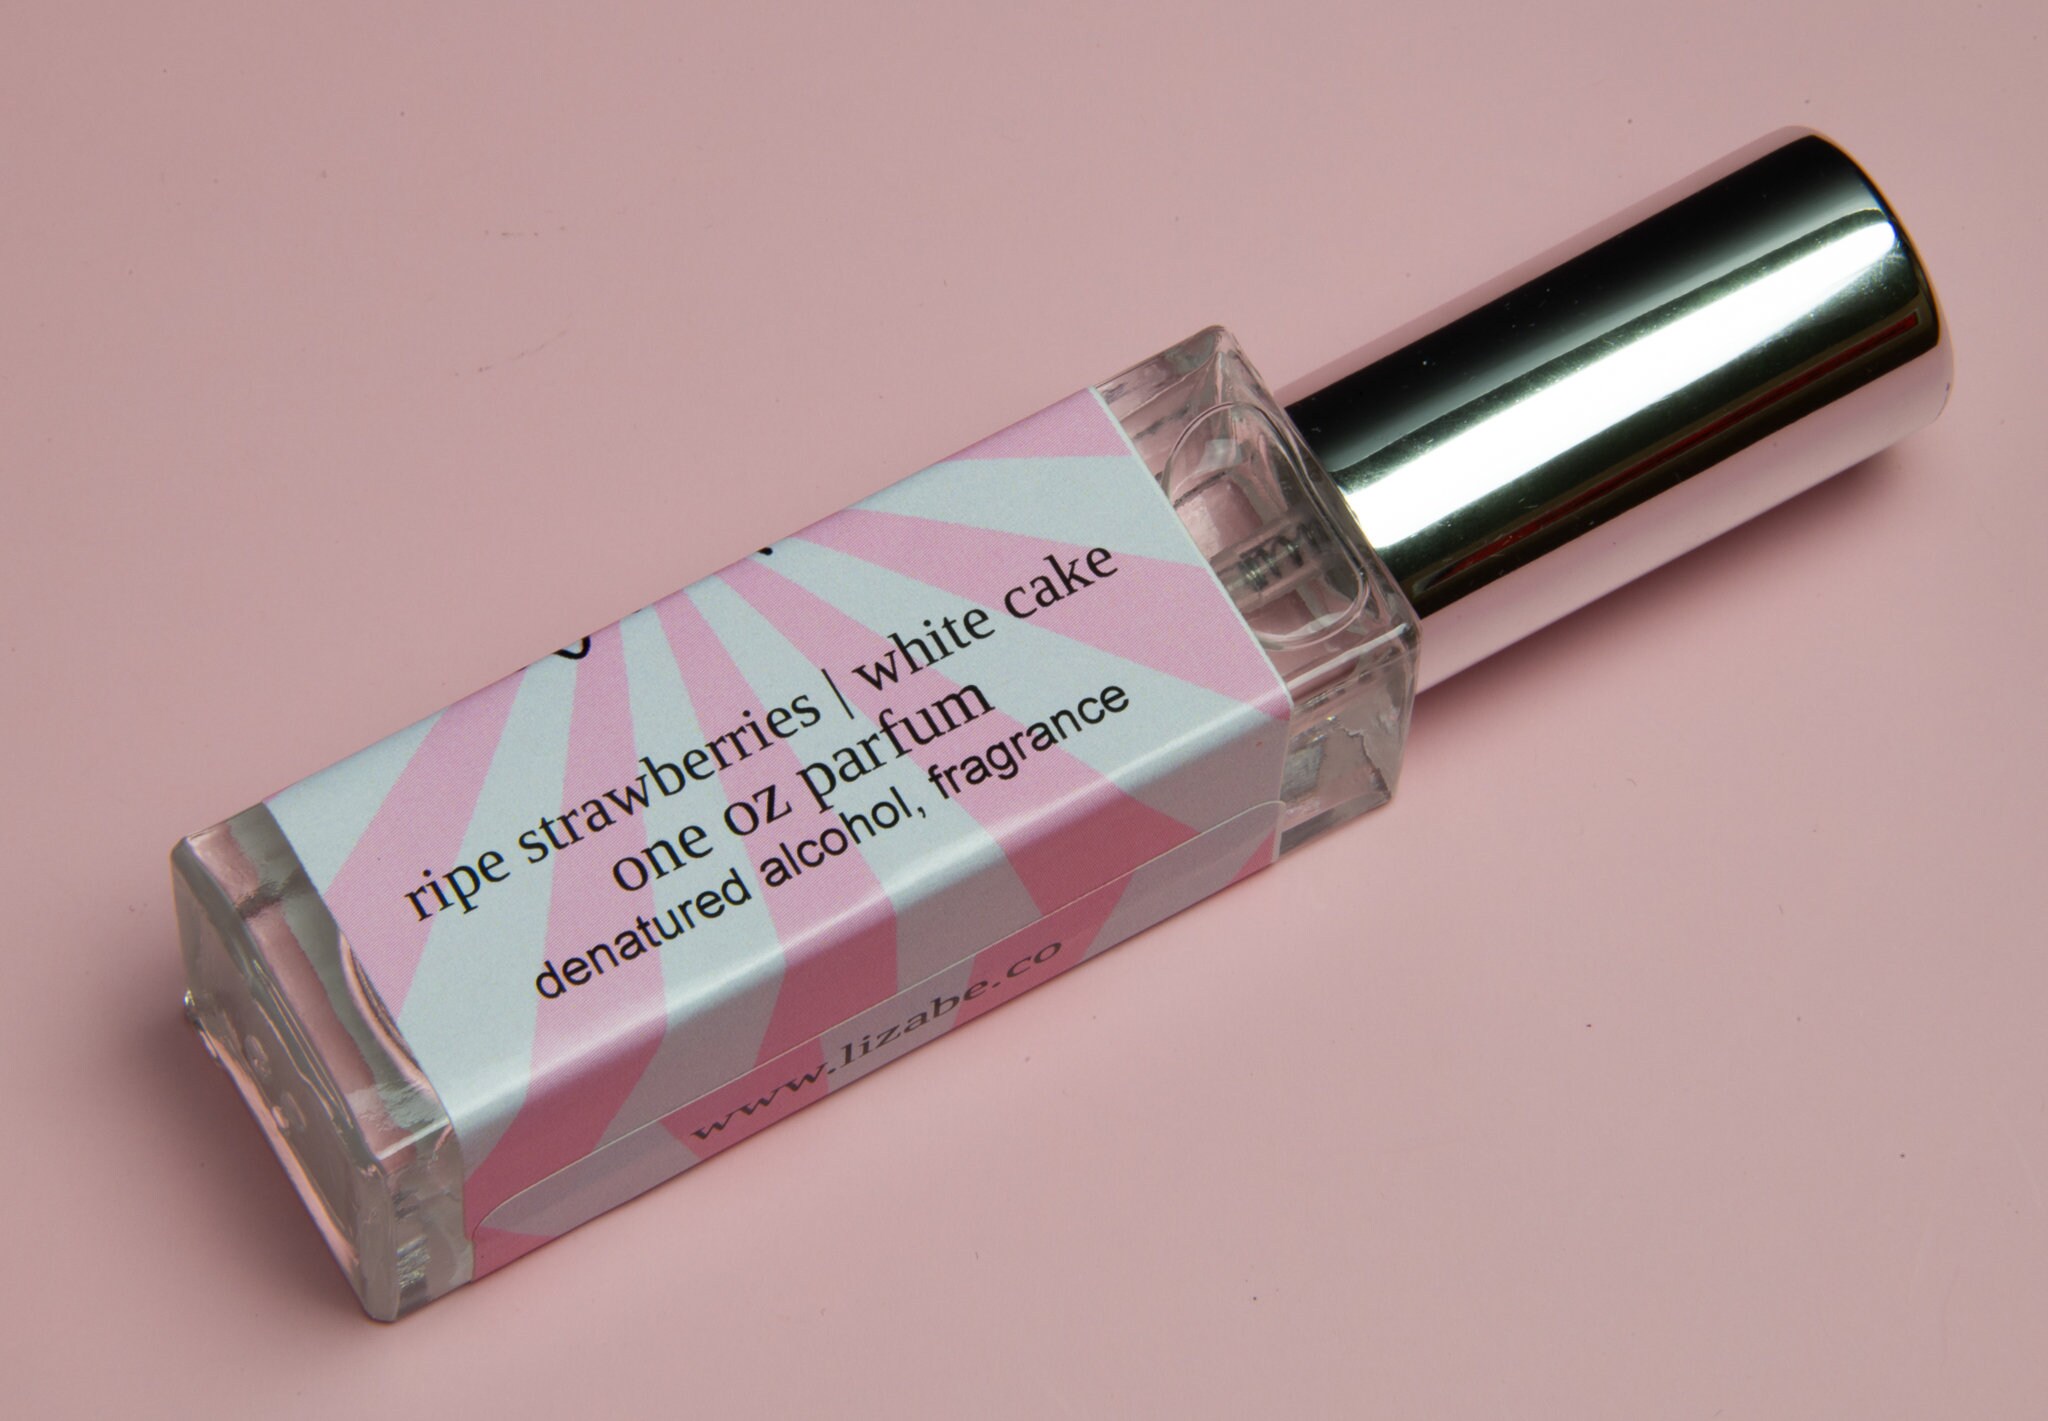 ripe strawberries | white cake
one oz parfum
denatured alcohol, fragrance
www.lizabe.co